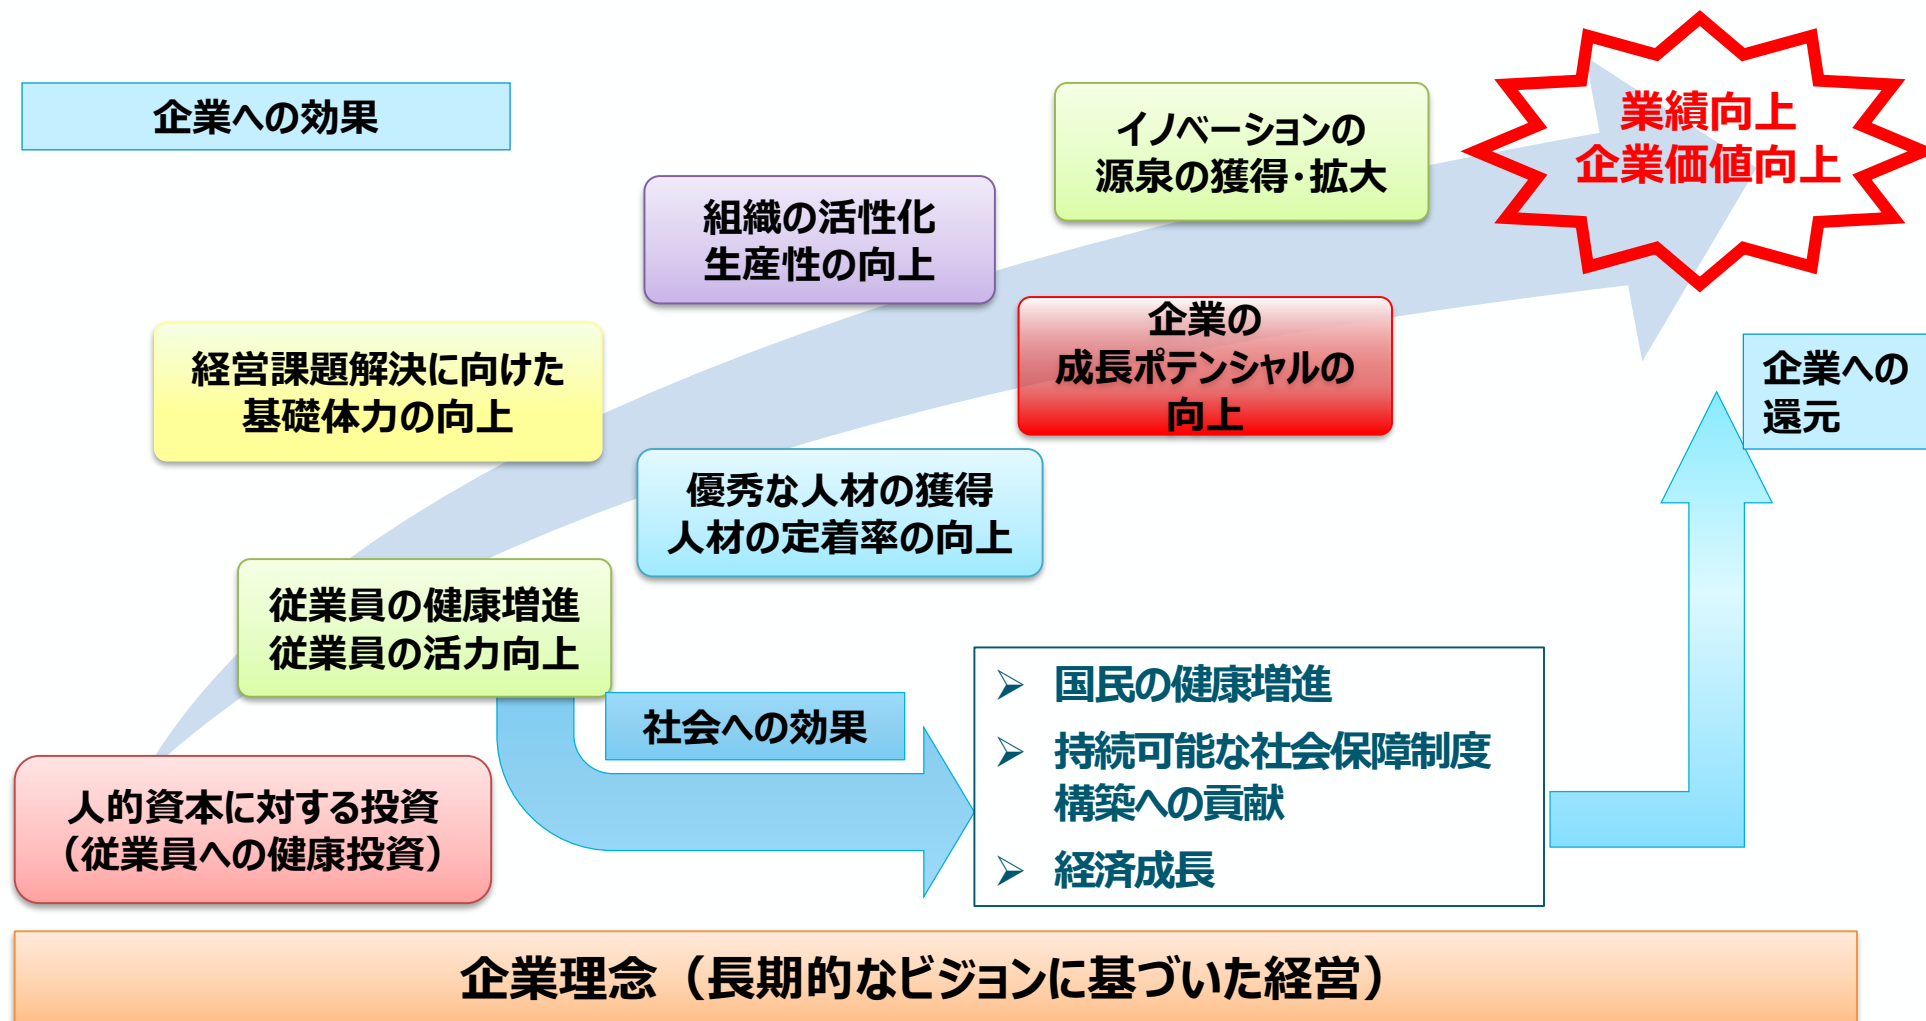 企業への効果
イノベーションの
源泉の獲得・拡大
業績向上
企業価値向上
組織の活性化
生産性の向上
企業の
成長ポテンシャルの
向上
経営課題解決に向けた
基礎体力の向上
企業への
還元
優秀な人材の獲得
人材の定着率の向上
従業員の健康増進
従業員の活力向上
社会への効果
➢ 国民の健康増進
➢ 持続可能な社会保障制度
構築への貢献
➢ 経済成長
人的資本に対する投資
（従業員への健康投資）
企業理念（長期的なビジョンに基づいた経営）